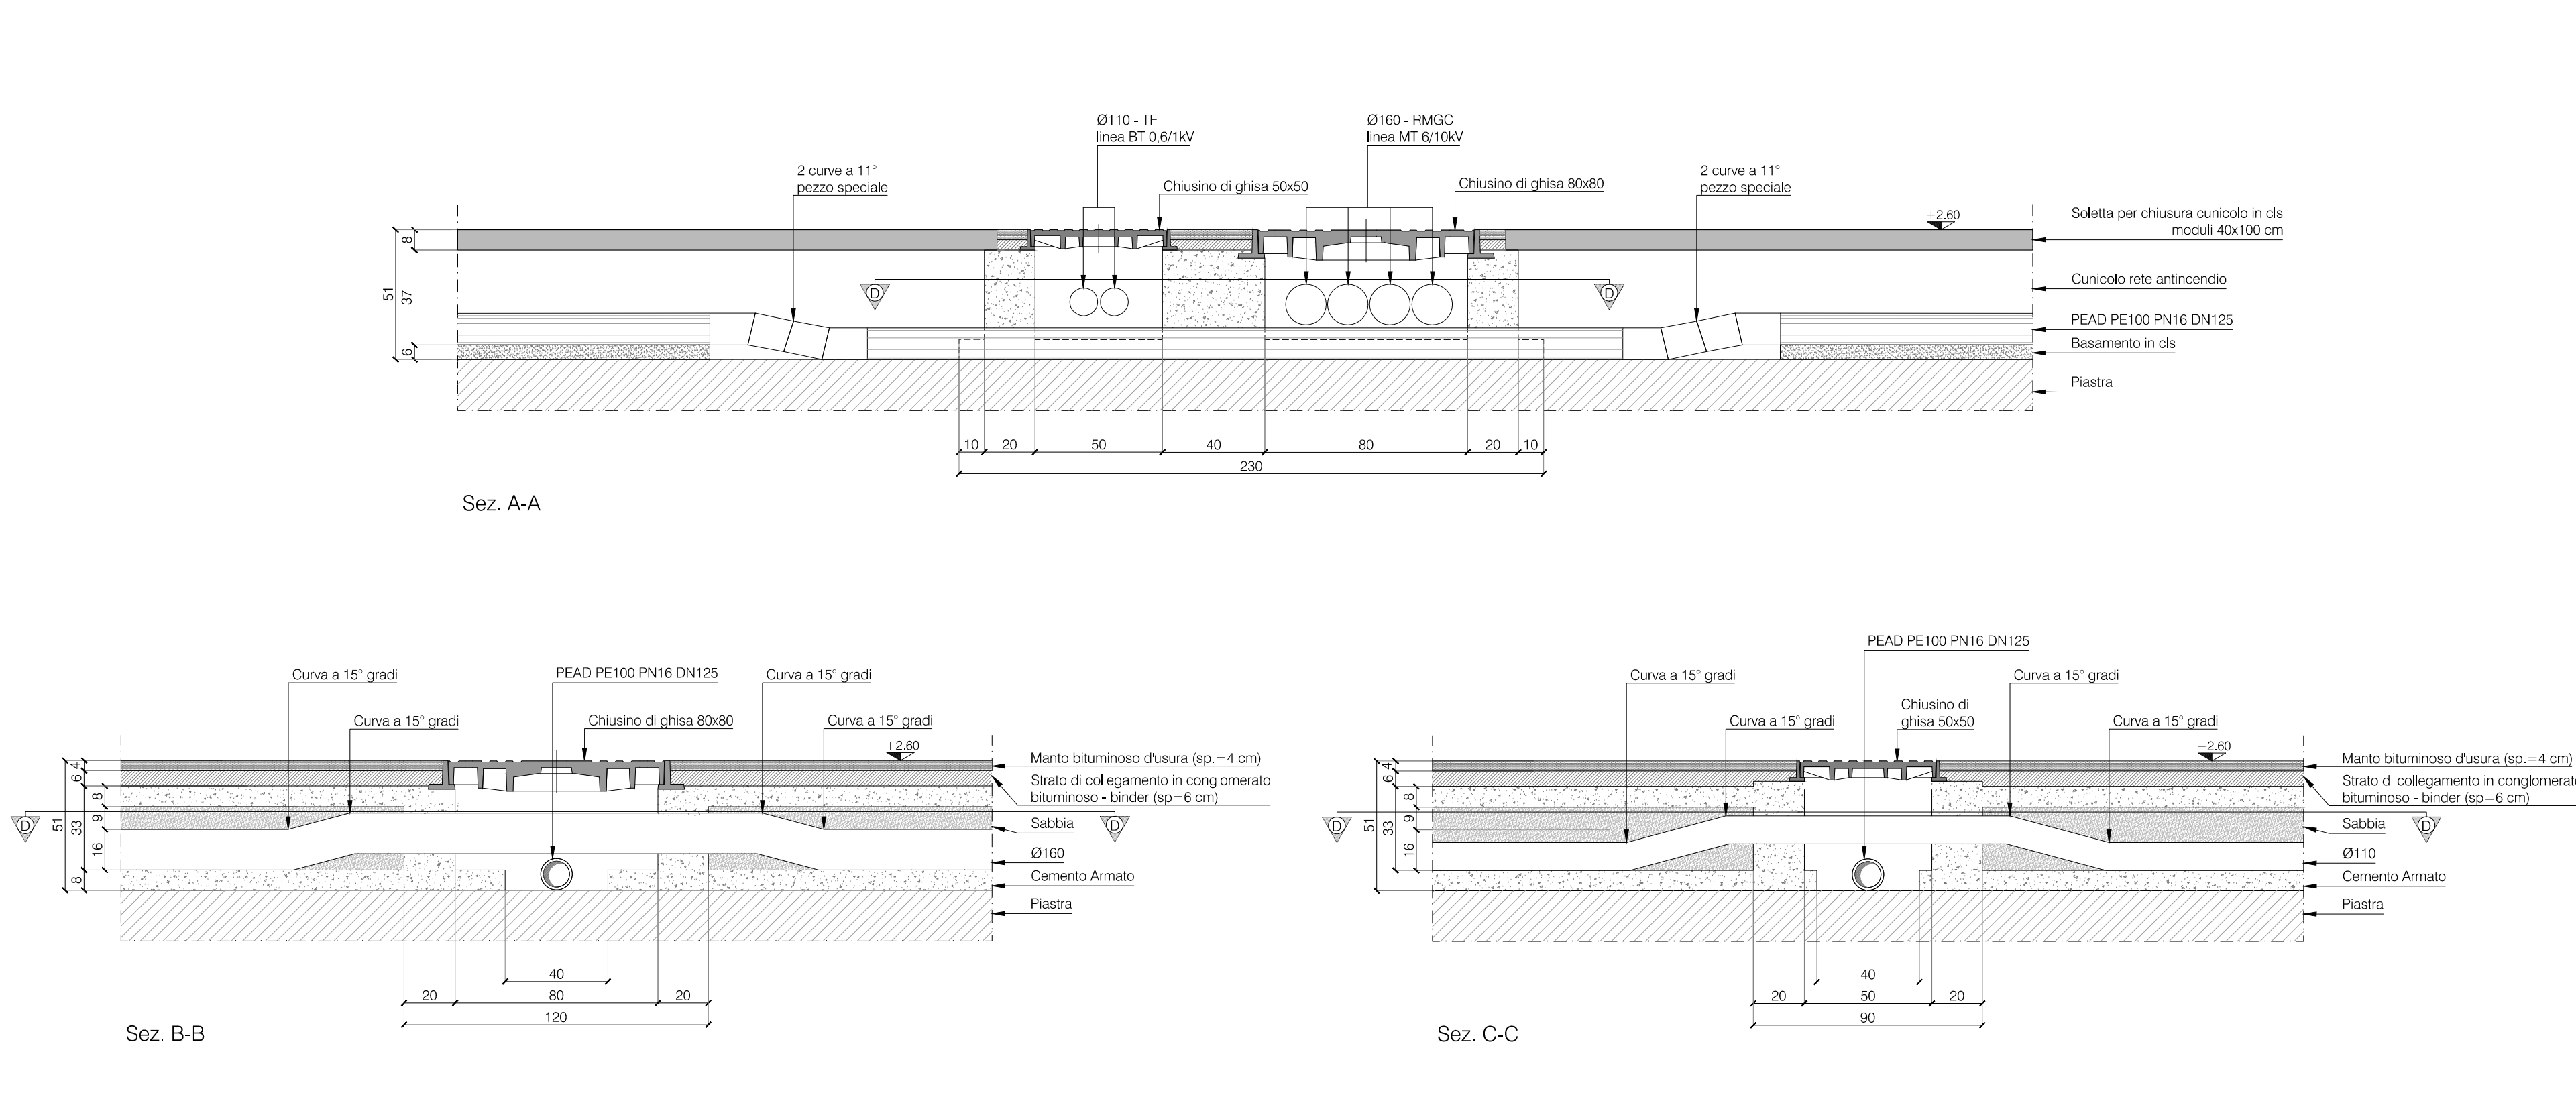 Ø110 - TF
linea BT 0,6/1kV
Ø160 - RMGC
linea MT 6/10kV
2 curve a 11°
pezzo speciale
Chiusino di ghisa 50x50
Chiusino di ghisa 80x80
2 curve a 11°
pezzo speciale
+2.60
Soletta per chiusura cunicolo in cls
moduli 40x100 cm
Cunicolo rete antincendio
PEAD PE100 PN16 DN125
Basamento in cls
Piastra
8
37
6
51
D
D
10
20
50
40
80
20
10
230
Sez. A-A
PEAD PE100 PN16 DN125
Curva a 15° gradi
Curva a 15° gradi
Curva a 15° gradi
Chiusino di ghisa 80x80
Curva a 15° gradi
+2.60
Manto bituminoso d'usura (sp.=4 cm)
Strato di collegamento in conglomerato
bituminoso - binder (sp=6 cm)
Sabbia
Ø160
Cemento Armato
Piastra
D
D
4
6
8
9
16
33
8
51
40
20
80
20
120
Sez. B-B
PEAD PE100 PN16 DN125
Curva a 15° gradi
Curva a 15° gradi
Chiusino di
ghisa 50x50
Curva a 15° gradi
Curva a 15° gradi
+2.60
Manto bituminoso d'usura (sp.=4 cm)
Strato di collegamento in conglomerat
bituminoso - binder (sp=6 cm)
Sabbia
Ø110
Cemento Armato
Piastra
D
D
4
6
8
9
16
33
51
40
20
50
20
90
Sez. C-C